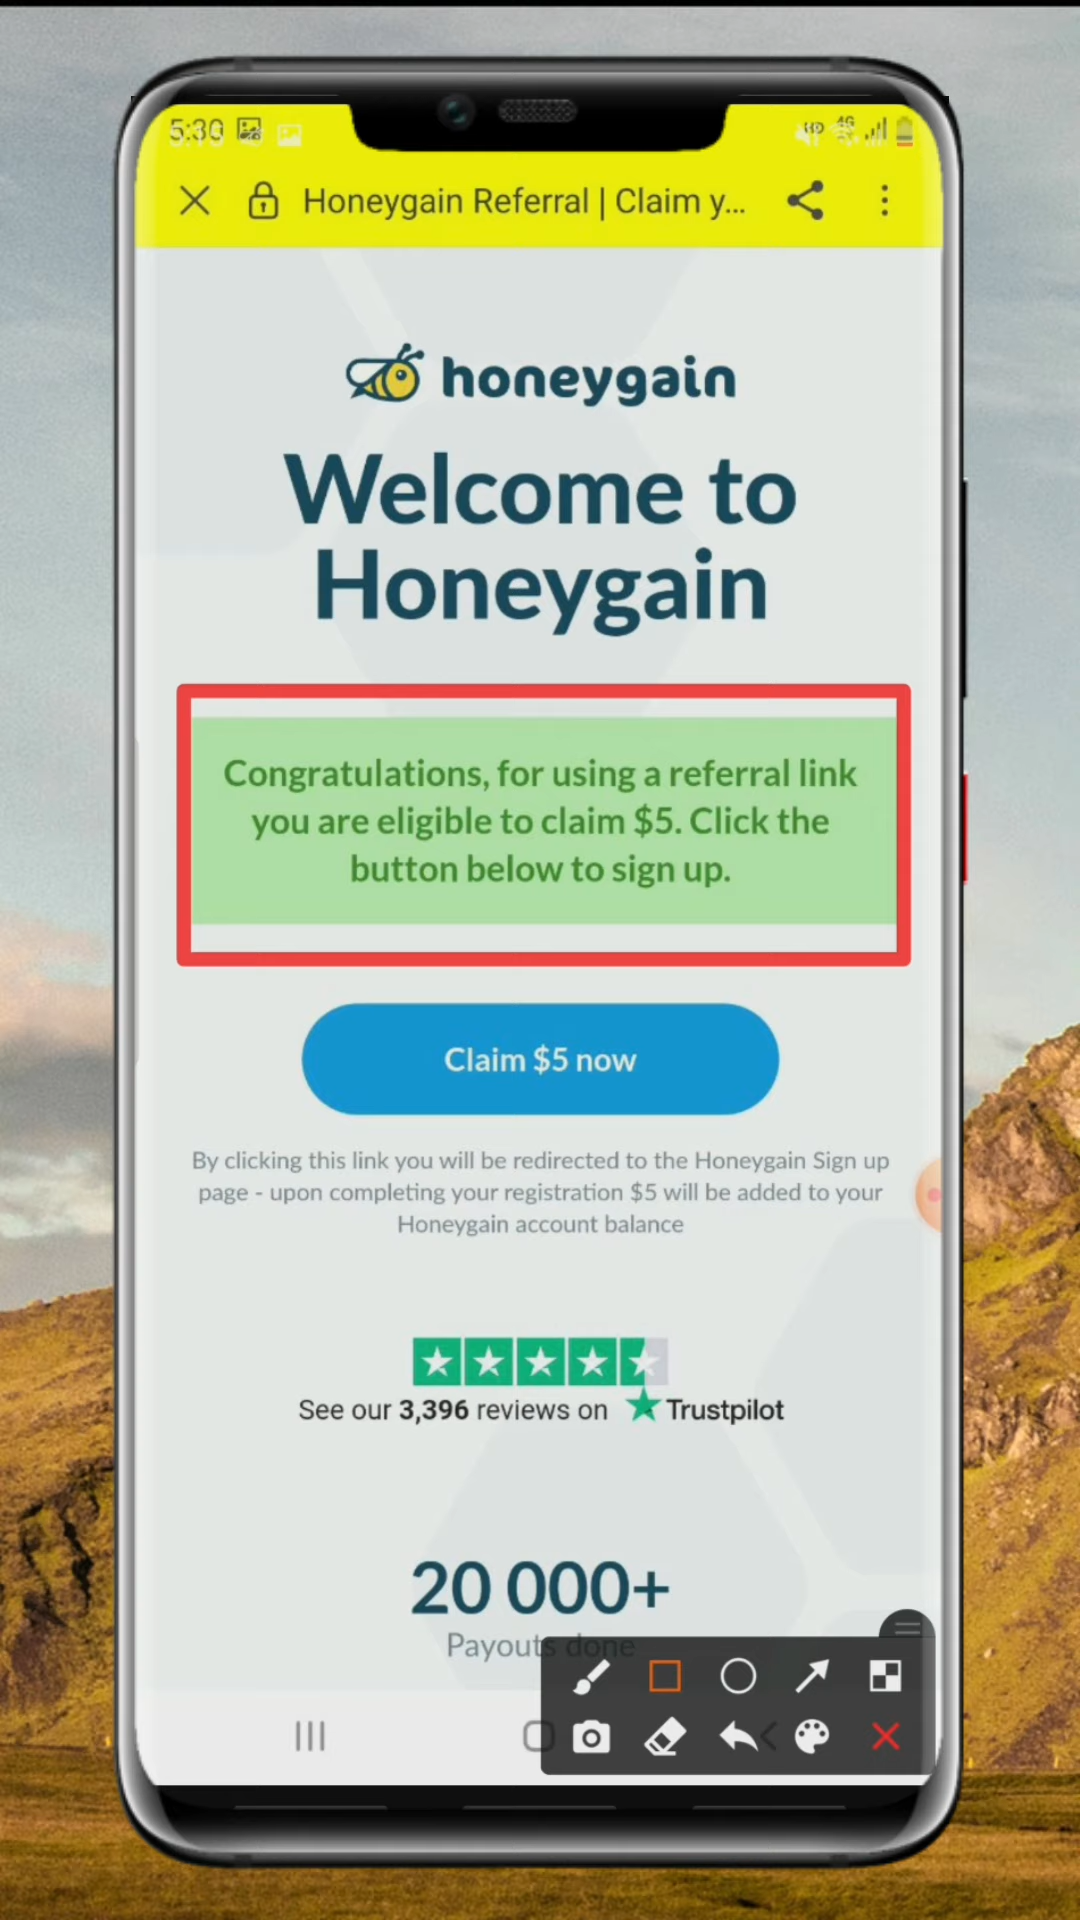 5:30
4G
Honeygain Referral | Claim y...
honeygain
Welcome to
Honeygain
Congratulations, for using a referral link
you are eligible to claim $5. Click the
button below to sign up.
Claim $5 now
By clicking this link you will be redirected to the Honeygain Sign up
page - upon completing your registration $5 will be added to your
Honeygain account balance
See our 3,396 reviews on Trustpilot
20 000+
Payouts done